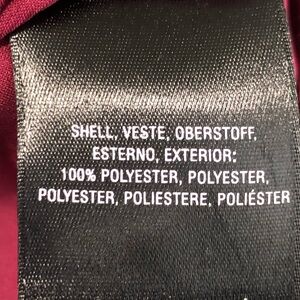 SHELL, VESTE, OBERSTOFF,
ESTERNO, EXTERIOR:
100% POLYESTER, POLYESTER,
POLYESTER, POLIESTERE, POLIÉSTER